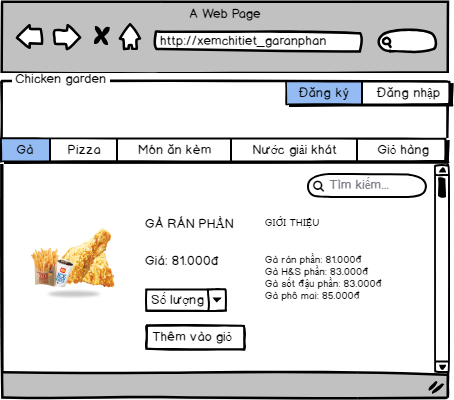 A Web Page
http://xemchitiet_garanphan
Chicken garden
Đăng ký
Đăng nhập
Gà
Pizza
Món ăn kèm
Nước giải khát
Giỏ hàng
Tìm kiếm...
GÀ RÁN PHẦN
GIỚI THIỆU
Giá: 81.000đ
Gà rán phần: 81.000đ
Gà H&S phần: 83.000đ
Gà sốt đậu phần: 83.000đ
Gà phô mai: 85.000đ
Số lượng
Thêm vào giỏ